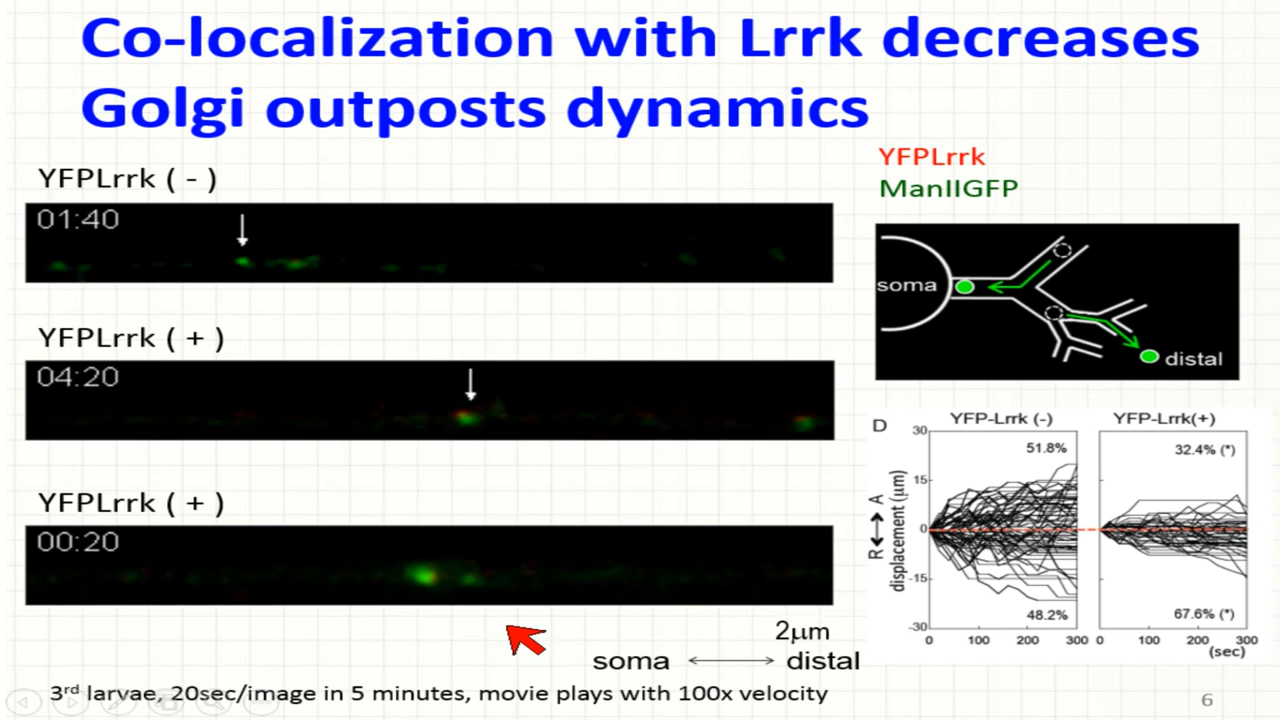 Co-localization with Lrrk decreases
Golgi outposts dynamics
YFPLrrk ( - )
01:40
YFPLrrk ( + )
04:20
YFPLrrk ( + )
00:20
2μm
soma distal
3rd larvae, 20sec/image in 5 minutes, movie plays with 100x velocity
YFPLrrk
ManIIGFP
soma
distal
D
YFP-Lrrk (-)
YFP-Lrrk(+)
R A
displacement (μm)
30
15
0
-15
-30
51.8%
48.2%
32.4% (*)
67.6% (*)
0 100 200 300
0 100 200 300
(sec)
6